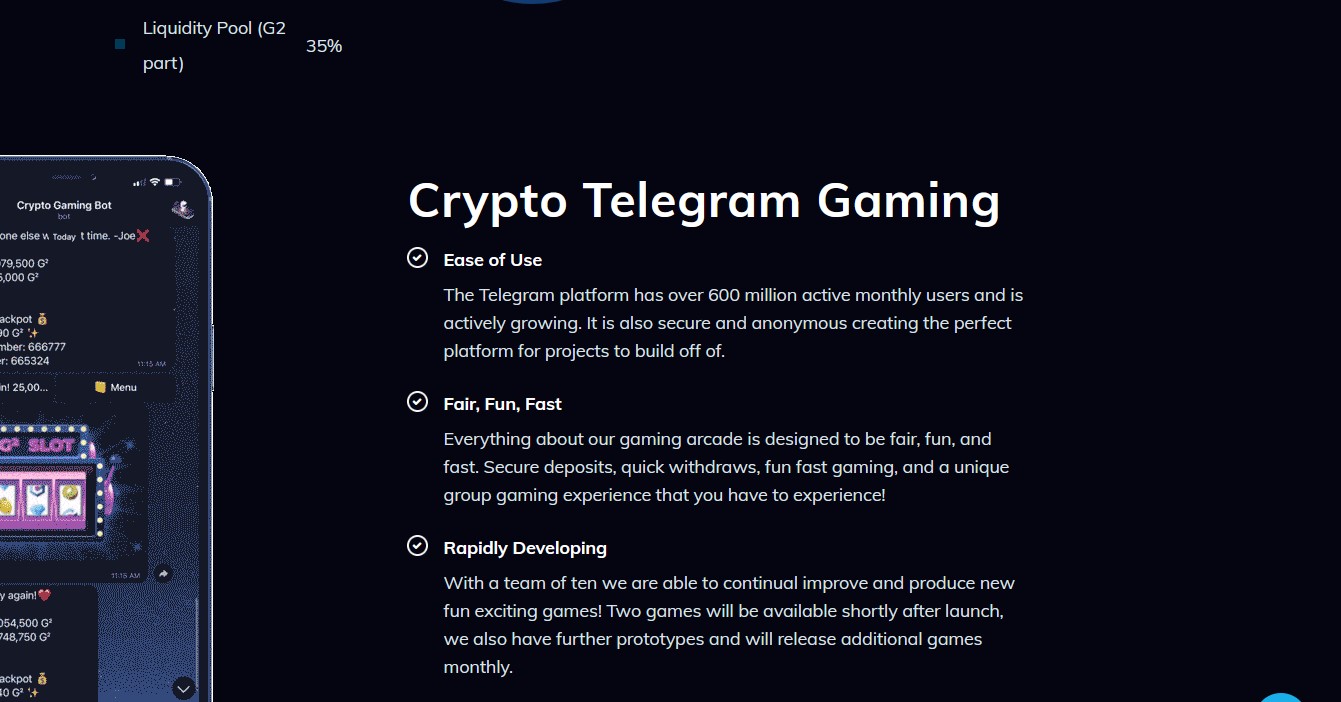 Liquidity Pool (G2
part)
35%
Crypto Gaming Bot
bot
one else w Today t time. -Joe❌
79,500 G²
5,000 G²
ackpot 💰
90 G² ✨
mber: 666777
r: 665324
11:15 AM
n! 25,00...
Menu
G² SLOT
11:15 AM
y again!❤️
054,500 G²
748,750 G²
ackpot 💰
40 G² ✨
Crypto Telegram Gaming
Ease of Use
The Telegram platform has over 600 million active monthly users and is
actively growing. It is also secure and anonymous creating the perfect
platform for projects to build off of.
Fair, Fun, Fast
Everything about our gaming arcade is designed to be fair, fun, and
fast. Secure deposits, quick withdraws, fun fast gaming, and a unique
group gaming experience that you have to experience!
Rapidly Developing
With a team of ten we are able to continual improve and produce new
fun exciting games! Two games will be available shortly after launch,
we also have further prototypes and will release additional games
monthly.